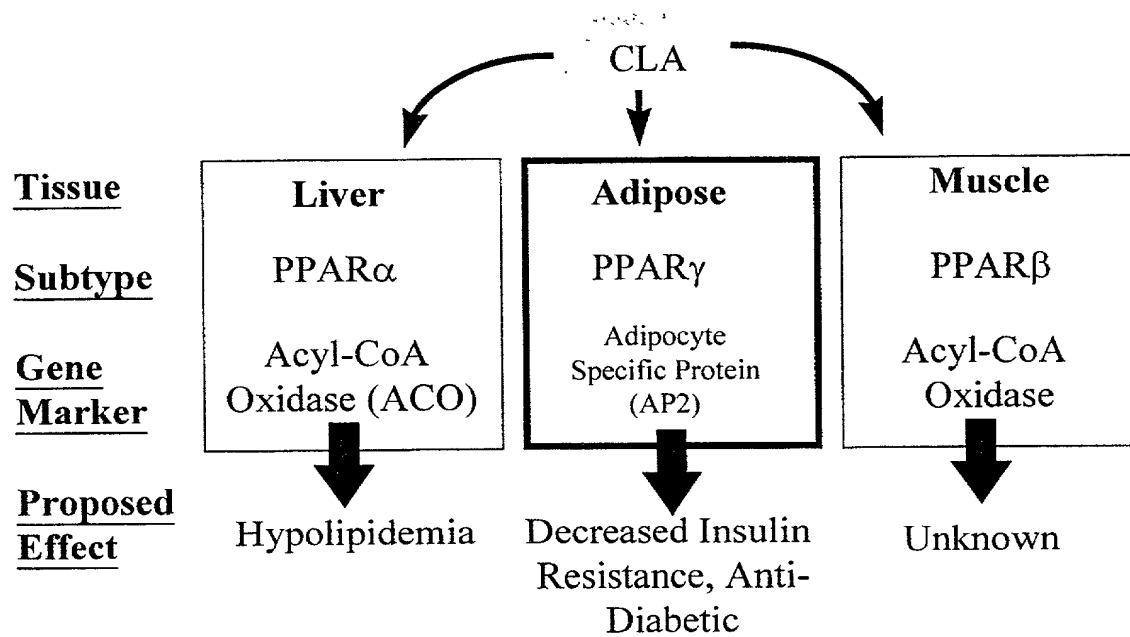 CLA
Tissue
Liver
Adipose
Muscle
Subtype
PPARα
PPARγ
PPARβ
Gene
Marker
Acyl-CoA
Oxidase (ACO)
Adipocyte
Specific Protein
(AP2)
Acyl-CoA
Oxidase
Proposed
Effect
Hypolipidemia
Decreased Insulin
Resistance, Anti-
Diabetic
Unknown